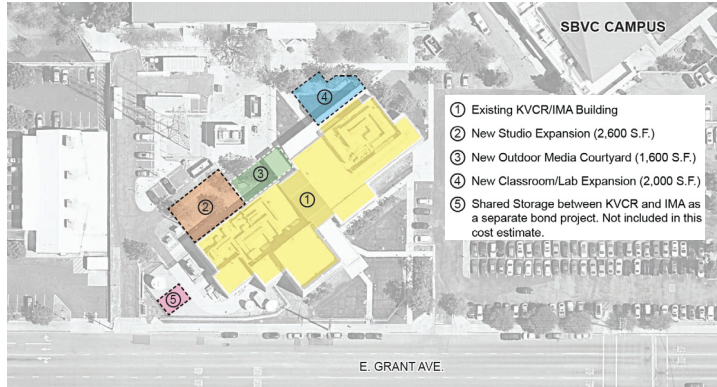 SBVC CAMPUS
① Existing KVCR/IMA Building
② New Studio Expansion (2,600 S.F.)
③ New Outdoor Media Courtyard (1,600 S.F.)
④ New Classroom/Lab Expansion (2,000 S.F.)
⑤ Shared Storage between KVCR and IMA as
a separate bond project. Not included in this
cost estimate.
④
③
①
②
⑤
E. GRANT AVE.